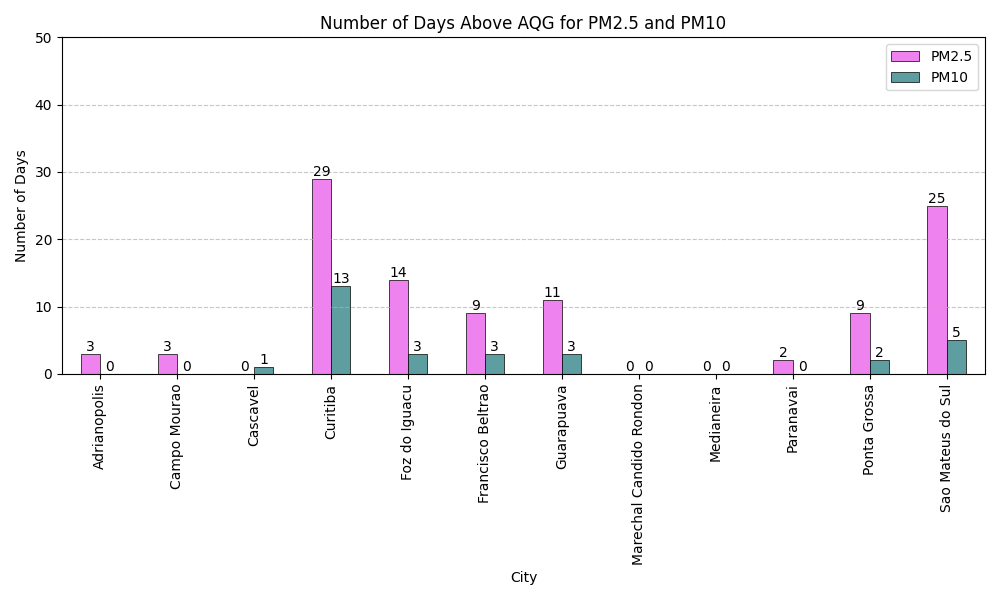 Number of Days Above AQG for PM2.5 and PM10
PM2.5
PM10
Number of Days
50
40
30
20
10
0
3
0
3
0
0
1
29
13
14
3
9
3
11
3
0
0
0
0
2
0
9
2
25
5
Adrianopolis
Campo Mourao
Cascavel
Curitiba
Foz do Iguacu
Francisco Beltrao
Guarapuava
Marechal Candido Rondon
Medianeira
Paranavai
Ponta Grossa
Sao Mateus do Sul
City